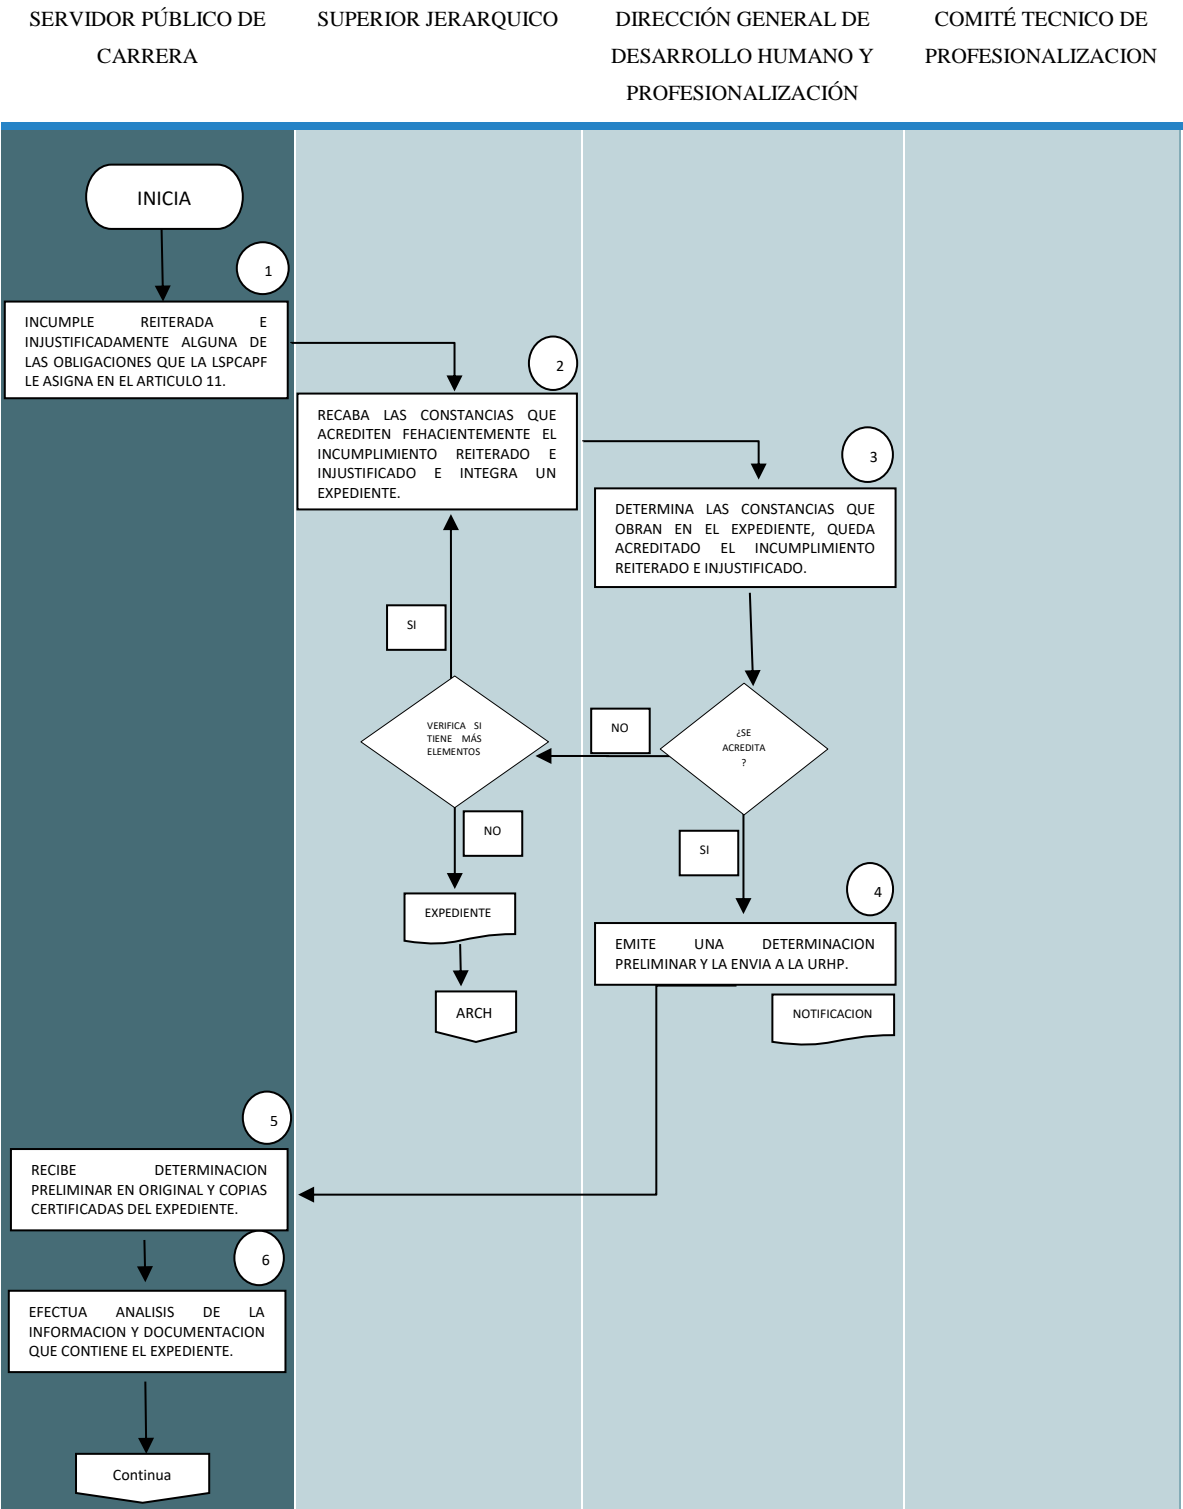 SERVIDOR PÚBLICO DE
CARRERA
SUPERIOR JERARQUICO
DIRECCIÓN GENERAL DE
DESARROLLO HUMANO Y
PROFESIONALIZACIÓN
COMITÉ TECNICO DE
PROFESIONALIZACION
INICIA
1
INCUMPLE REITERADA E
INJUSTIFICADAMENTE ALGUNA DE
LAS OBLIGACIONES QUE LA LSPCAPF
LE ASIGNA EN EL ARTICULO 11.
2
RECABA LAS CONSTANCIAS QUE
ACREDITEN FEHACIENTEMENTE EL
INCUMPLIMIENTO REITERADO E
INJUSTIFICADO E INTEGRA UN
EXPEDIENTE.
3
DETERMINA LAS CONSTANCIAS QUE
OBRAN EN EL EXPEDIENTE, QUEDA
ACREDITADO EL INCUMPLIMIENTO
REITERADO E INJUSTIFICADO.
SI
VERIFICA SI
TIENE MÁS
ELEMENTOS
NO
¿SE
ACREDITA
?
NO
SI
4
EXPEDIENTE
EMITE UNA DETERMINACION
PRELIMINAR Y LA ENVIA A LA URHP.
ARCH
NOTIFICACION
5
RECIBE DETERMINACION
PRELIMINAR EN ORIGINAL Y COPIAS
CERTIFICADAS DEL EXPEDIENTE.
6
EFECTUA ANALISIS DE LA
INFORMACION Y DOCUMENTACION
QUE CONTIENE EL EXPEDIENTE.
Continua